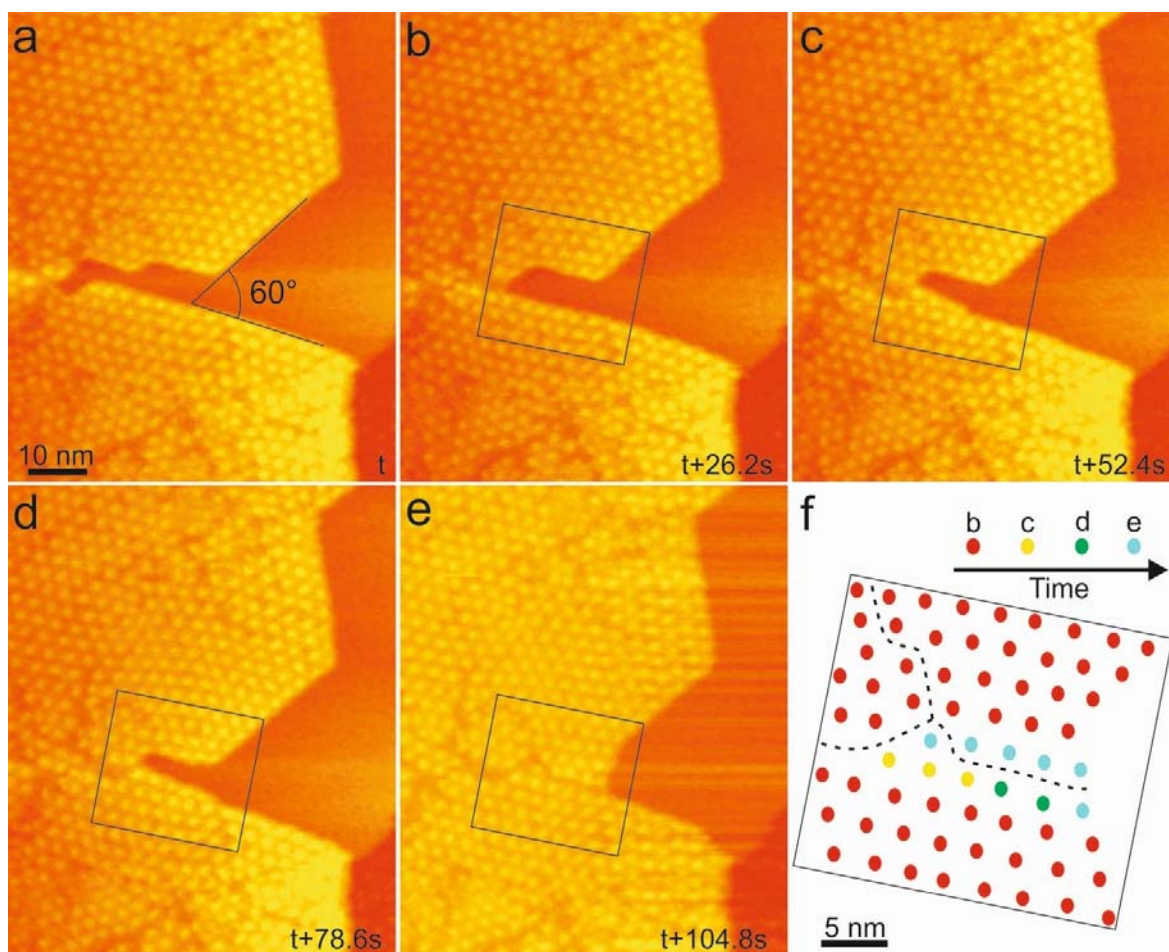 a
60°
10 nm
t
b
t+26.2s
c
t+52.4s
d
t+78.6s
e
t+104.8s
f
b c d e
Time
5 nm